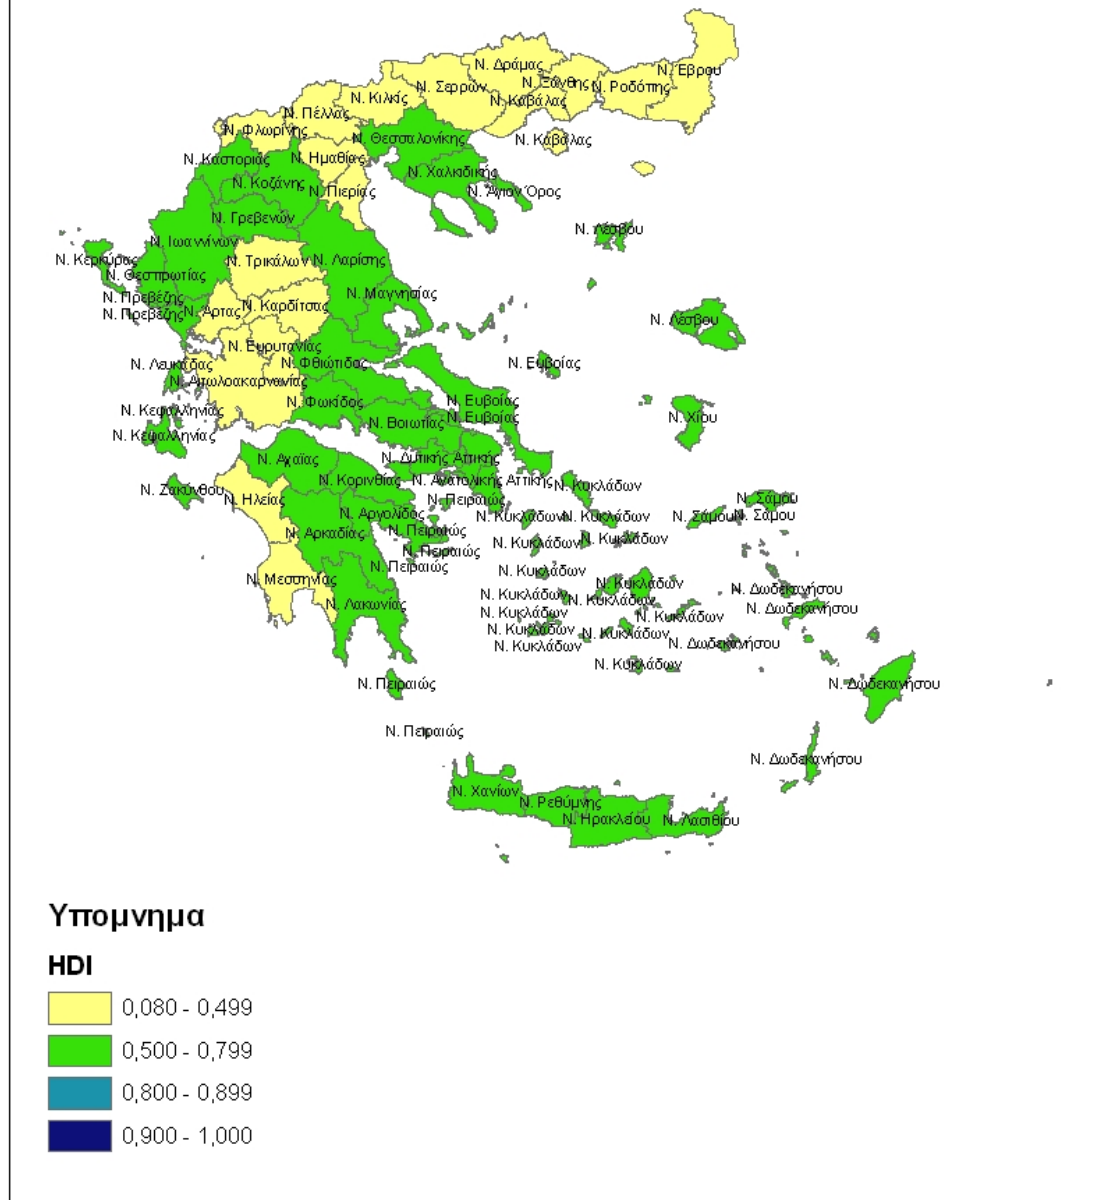 Ν. Δράμας
Ν. Έβρου
Ν. Σερρών
Ν. Ξάνθης
Ν. Ροδόπης
Ν. Κιλκίς
Ν. Καβάλας
Ν. Πέλλας
Ν. Φλωρίνης
Ν. Θεσσαλονίκης
Ν. Καβάλας
Ν. Καστοριάς
Ν. Ημαθίας
Ν. Χαλκιδικής
Ν. Κοζάνης
Ν. Πιερίας
Ν. Άγιον Όρος
Ν. Γρεβενών
Ν. Λέσβου
Ν. Ιωαννίνων
Ν. Κερκύρας
Ν. Τρικάλων
Ν. Λαρίσης
Ν. Θεσπρωτίας
Ν. Μαγνησίας
Ν. Πρεβέζης
Ν. Πρεβέζης
Ν. Άρτας
Ν. Καρδίτσας
Ν. Λέσβου
Ν. Ευρυτανίας
Ν. Λευκάδας
Ν. Φθιώτιδος
Ν. Ευβοίας
Ν. Αιτωλοακαρνανίας
Ν. Φωκίδος
Ν. Ευβοίας
Ν. Κεφαλληνίας
Ν. Ευβοίας
Ν. Χίου
Ν. Βοιωτίας
Ν. Κεφαλληνίας
Ν. Αχαΐας
Ν. Δυτικής Αττικής
Ν. Κορινθίας
Ν. Ανατολικής Αττικής
Ν. Κυκλάδων
Ν. Ζακύνθου
Ν. Ηλείας
Ν. Πειραιώς
Ν. Σάμου
Ν. Αργολίδος
Ν. Κυκλάδων
Ν. Κυκλάδων
Ν. Σάμου
Ν. Σάμου
Ν. Αρκαδίας
Ν. Πειραιώς
Ν. Κυκλάδων
Ν. Κυκλάδων
Ν. Πειραιώς
Ν. Πειραιώς
Ν. Κυκλάδων
Ν. Μεσσηνίας
Ν. Κυκλάδων
Ν. Δωδεκανήσου
Ν. Κυκλάδων
Ν. Κυκλάδων
Ν. Λακωνίας
Ν. Δωδεκανήσου
Ν. Κυκλάδων
Ν. Κυκλάδων
Ν. Κυκλάδων
Ν. Κυκλάδων
Ν. Κυκλάδων
Ν. Δωδεκανήσου
Ν. Κυκλάδων
Ν. Πειραιώς
Ν. Δωδεκανήσου
Ν. Πειραιώς
Ν. Δωδεκανήσου
Ν. Χανίων
Ν. Ρεθύμνης
Ν. Ηρακλείου
Ν. Λασιθίου
Υπομνημα
HDI
0,080 - 0,499
0,500 - 0,799
0,800 - 0,899
0,900 - 1,000